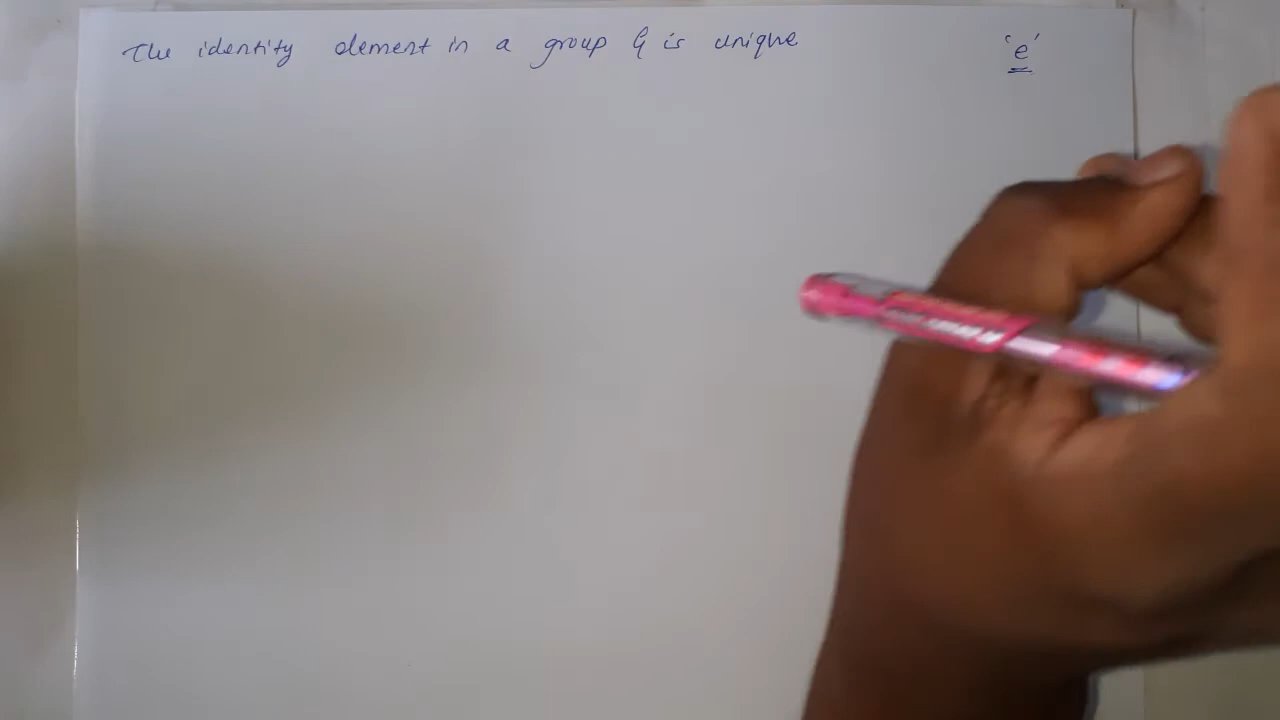 The identity element in a group G is unique 'e'